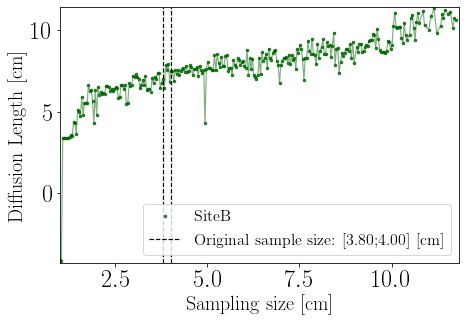 Diffusion Length [cm]
10
5
0
2.5 5.0 7.5 10.0
Sampling size [cm]
SiteB
Original sample size: [3.80;4.00] [cm]